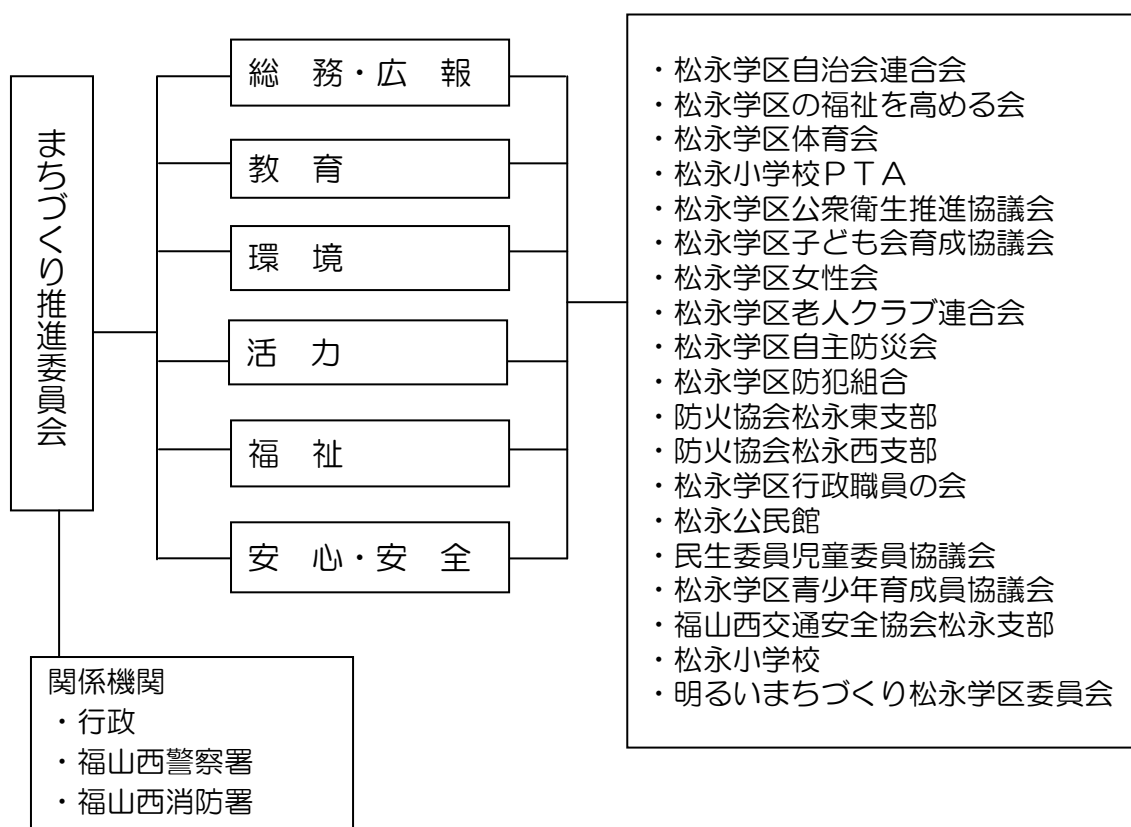 まちづくり推進委員会
総　務・広　報
教　育
環　境
活　力
福　祉
安　心・安　全
・松永学区自治会連合会
・松永学区の福祉を高める会
・松永学区体育会
・松永小学校ＰＴＡ
・松永学区公衆衛生推進協議会
・松永学区子ども会育成協議会
・松永学区女性会
・松永学区老人クラブ連合会
・松永学区自主防災会
・松永学区防犯組合
・防火協会松永東支部
・防火協会松永西支部
・松永学区行政職員の会
・松永公民館
・民生委員児童委員協議会
・松永学区青少年育成員協議会
・福山西交通安全協会松永支部
・松永小学校
・明るいまちづくり松永学区委員会
関係機関
・行政
・福山西警察署
・福山西消防署